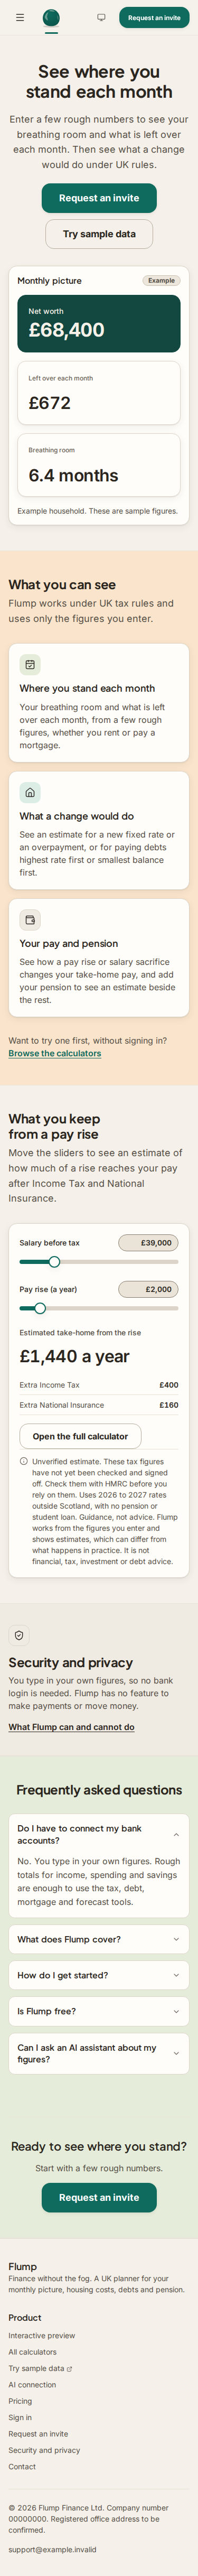 Request an invite
See where you
stand each month
Enter a few rough numbers to see your
breathing room and what is left over
each month. Then see what a change
would do under UK rules.
Request an invite
Try sample data
Monthly picture
Example
Net worth
£68,400
Left over each month
£672
Breathing room
6.4 months
Example household. These are sample figures.
What you can see
Flump works under UK tax rules and
uses only the figures you enter.
Where you stand each month
Your breathing room and what is left
over each month, from a few rough
figures, whether you rent or pay a
mortgage.
What a change would do
See an estimate for a new fixed rate or
an overpayment, or for paying debts
highest rate first or smallest balance
first.
Your pay and pension
See how a pay rise or salary sacrifice
changes your take-home pay, and add
your pension to see an estimate beside
the rest.
Want to try one first, without signing in?
Browse the calculators
What you keep
from a pay rise
Move the sliders to see an estimate of
how much of a rise reaches your pay
after Income Tax and National
Insurance.
Salary before tax
£39,000
Pay rise (a year)
£2,000
Estimated take-home from the rise
£1,440 a year
Extra Income Tax
£400
Extra National Insurance
£160
Open the full calculator
Unverified estimate. These tax figures
have not yet been checked and signed
off. Check them with HMRC before you
rely on them. Uses 2026 to 2027 rates
outside Scotland, with no pension or
student loan. Guidance, not advice. Flump
works from the figures you enter and
shows estimates, which can differ from
what happens in practice. It is not
financial, tax, investment or debt advice.
Security and privacy
You type in your own figures, so no bank
login is needed. Flump has no feature to
make payments or move money.
What Flump can and cannot do
Frequently asked questions
Do I have to connect my bank
accounts?
No. You type in your own figures. Rough
totals for income, spending and savings
are enough to use the tax, debt,
mortgage and forecast tools.
What does Flump cover?
How do I get started?
Is Flump free?
Can I ask an AI assistant about my
figures?
Ready to see where you stand?
Start with a few rough numbers.
Request an invite
Flump
Finance without the fog. A UK planner for your
monthly picture, housing costs, debts and pension.
Product
Interactive preview
All calculators
Try sample data
AI connection
Pricing
Sign in
Request an invite
Security and privacy
Contact
© 2026 Flump Finance Ltd. Company number
00000000. Registered office address to be
confirmed.
support@example.invalid